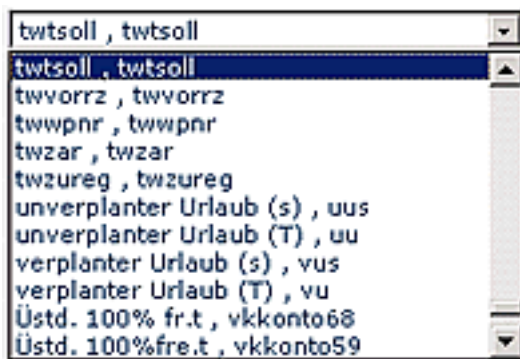 twtsoll , twtsoll
twtsoll , twtsoll
twvorrz , twvorrz
twwpnr , twwpnr
twzar , twzar
twzureg , twzureg
unverplanter Urlaub (s) , uus
unverplanter Urlaub (T) , uu
verplanter Urlaub (s) , vus
verplanter Urlaub (T) , vu
Üstd. 100% fr.t , vkkonto68
Üstd. 100%fre.t , vkkonto59